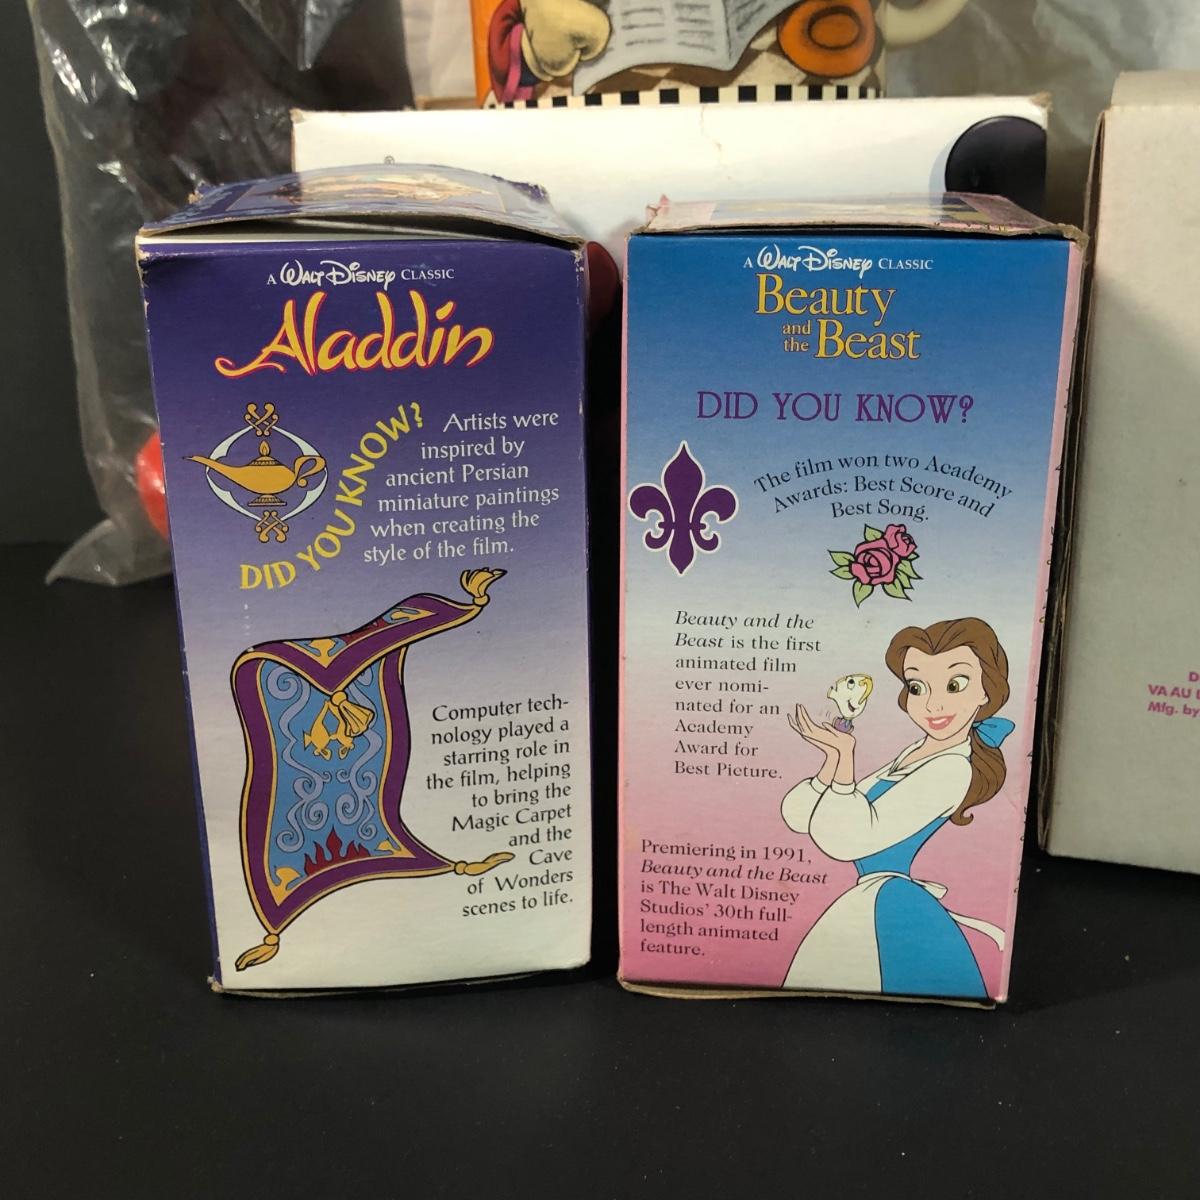 A WALT DISNEY CLASSIC
Aladdin
DID YOU KNOW?
Artists were
inspired by
ancient Persian
miniature paintings
when creating the
style of the film.
Computer tech-
nology played a
starring role in
the film, helping
to bring the
Magic Carpet
and the
Cave
of Wonders
scenes to life.
A WALT DISNEY CLASSIC
Beauty
and
the Beast
DID YOU KNOW?
The film won two Academy
Awards: Best Score and
Best Song.
Beauty and the
Beast is the first
animated film
ever nomi-
nated for an
Academy
Award for
Best Picture.
Premiering in 1991,
Beauty and the Beast
is The Walt Disney
Studios' 30th full-
length animated
feature.
VA AU
Mfg. by